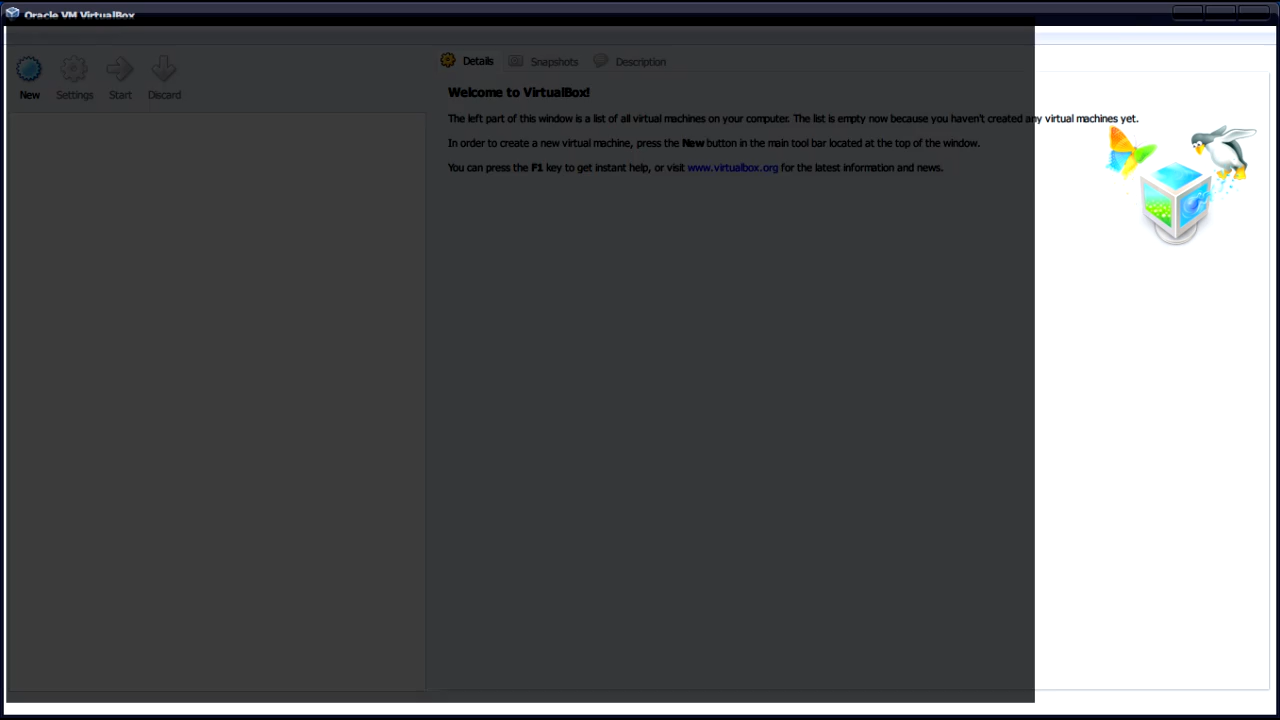 Oracle VM VirtualBox
Details Snapshots Description
New Settings Start Discard
Welcome to VirtualBox!
The left part of this window is a list of all virtual machines on your computer. The list is empty now because you haven't created any virtual machines yet.
In order to create a new virtual machine, press the New button in the main tool bar located at the top of the window.
You can press the F1 key to get instant help, or visit www.virtualbox.org for the latest information and news.